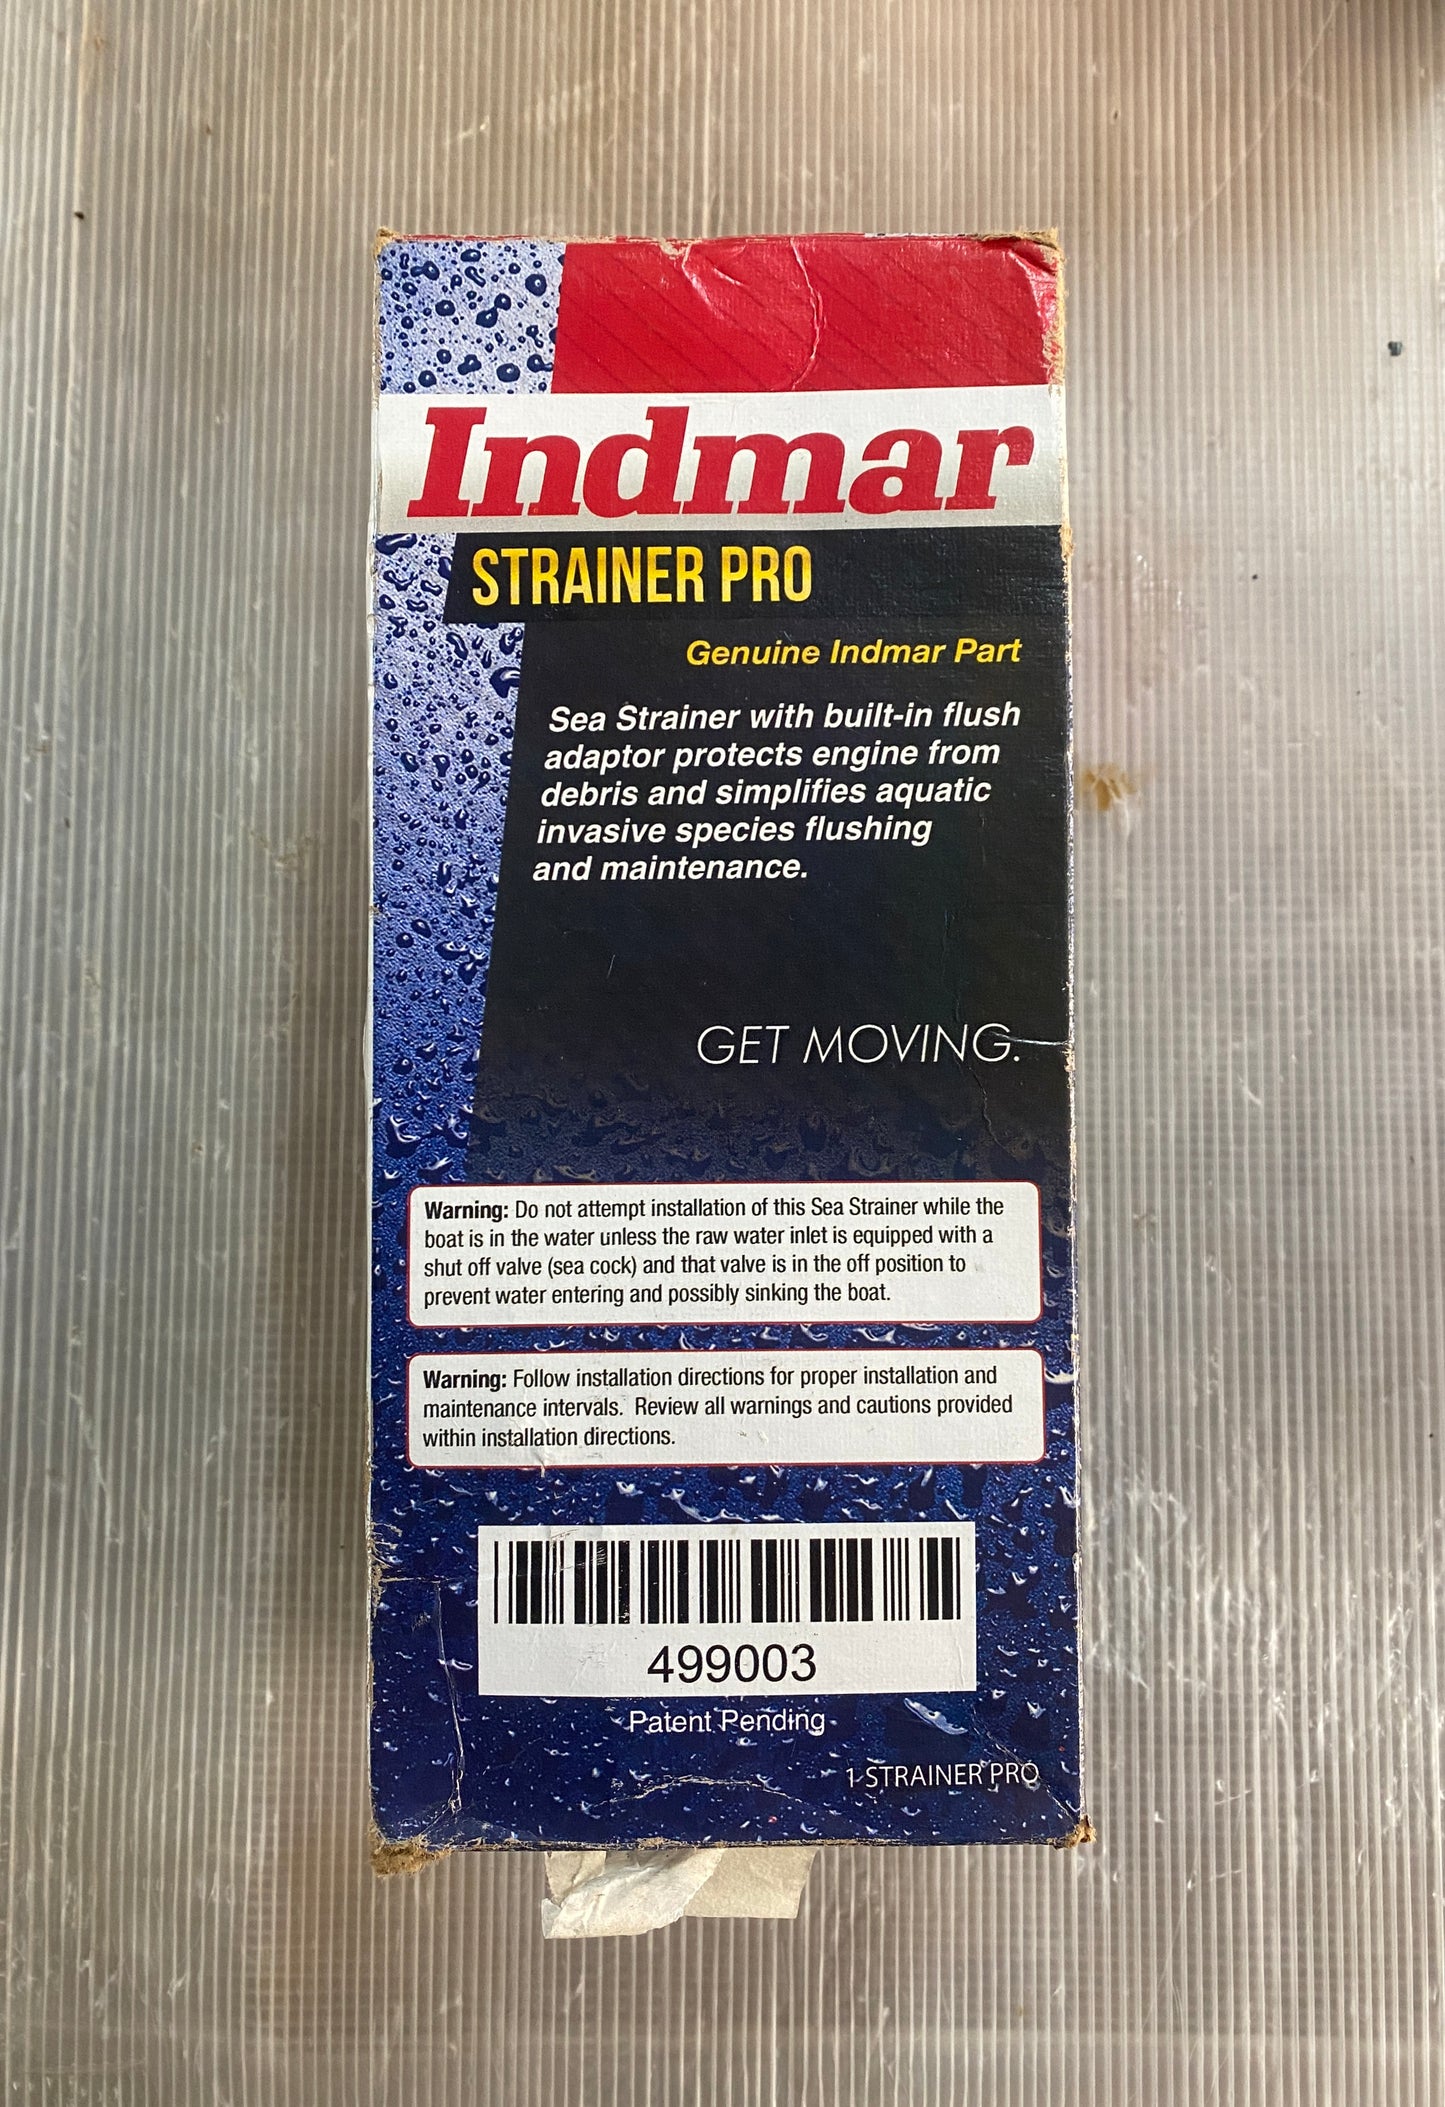 Indmar
STRAINER PRO
Genuine Indmar Part
Sea Strainer with built-in flush
adaptor protects engine from
debris and simplifies aquatic
invasive species flushing
and maintenance.
GET MOVING.
Warning: Do not attempt installation of this Sea Strainer while the
boat is in the water unless the raw water inlet is equipped with a
shut off valve (sea cock) and that valve is in the off position to
prevent water entering and possibly sinking the boat.
Warning: Follow installation directions for proper installation and
maintenance intervals.  Review all warnings and cautions provided
within installation directions.
499003
Patent Pending
1-STRAINER PRO